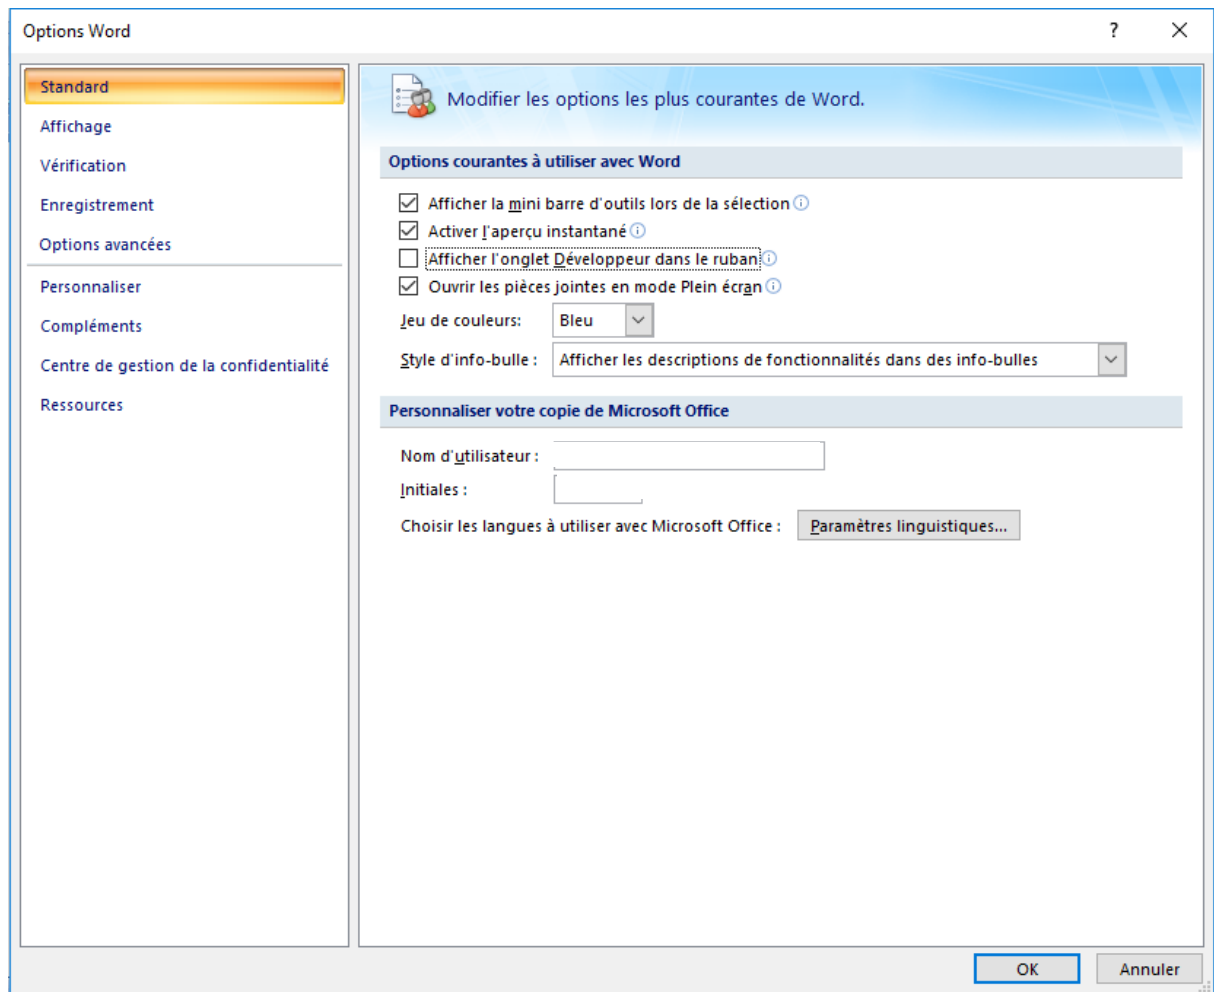 Options Word
?
Standard
Affichage
Vérification
Enregistrement
Options avancées
Personnaliser
Compléments
Centre de gestion de la confidentialité
Ressources
Modifier les options les plus courantes de Word.
Options courantes à utiliser avec Word
Afficher la mini barre d'outils lors de la sélection
Activer l'aperçu instantané
Afficher l'onglet Développeur dans le ruban
Ouvrir les pièces jointes en mode Plein écran
Jeu de couleurs: Bleu
Style d'info-bulle : Afficher les descriptions de fonctionnalités dans des info-bulles
Personnaliser votre copie de Microsoft Office
Nom d'utilisateur :
Initiales :
Choisir les langues à utiliser avec Microsoft Office : Paramètres linguistiques...
OK Annuler